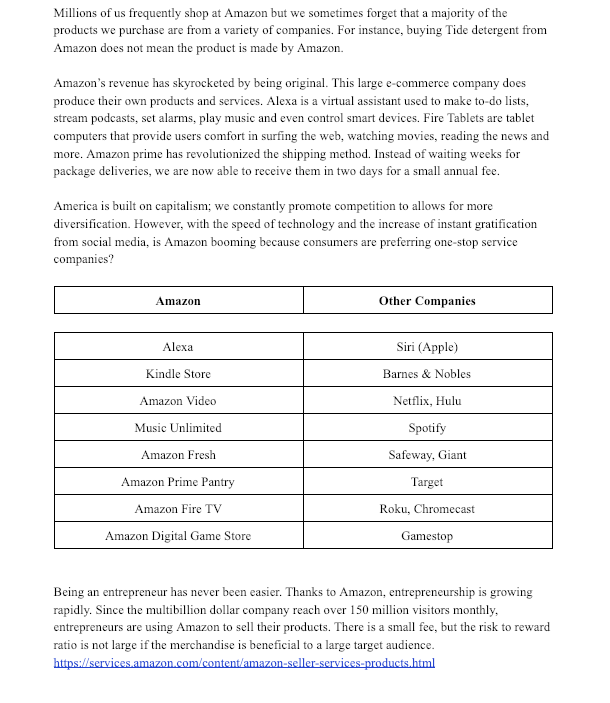 Millions of us frequently shop at Amazon but we sometimes forget that a majority of the
products we purchase are from a variety of companies. For instance, buying Tide detergent from
Amazon does not mean the product is made by Amazon.
Amazon's revenue has skyrocketed by being original. This large e-commerce company does
produce their own products and services. Alexa is a virtual assistant used to make to-do lists,
stream podcasts, set alarms, play music and even control smart devices. Fire Tablets are tablet
computers that provide users comfort in surfing the web, watching movies, reading the news and
more. Amazon prime has revolutionized the shipping method. Instead of waiting weeks for
package deliveries, we are now able to receive them in two days for a small annual fee.
America is built on capitalism; we constantly promote competition to allows for more
diversification. However, with the speed of technology and the increase of instant gratification
from social media, is Amazon booming because consumers are preferring one-stop service
companies?
Amazon Other Companies
Alexa Siri (Apple)
Kindle Store Barnes & Nobles
Amazon Video Netflix, Hulu
Music Unlimited Spotify
Amazon Fresh Safeway, Giant
Amazon Prime Pantry Target
Amazon Fire TV Roku, Chromecast
Amazon Digital Game Store Gamestop
Being an entrepreneur has never been easier. Thanks to Amazon, entrepreneurship is growing
rapidly. Since the multibillion dollar company reach over 150 million visitors monthly,
entrepreneurs are using Amazon to sell their products. There is a small fee, but the risk to reward
ratio is not large if the merchandise is beneficial to a large target audience.
https://services.amazon.com/content/amazon-seller-services-products.html